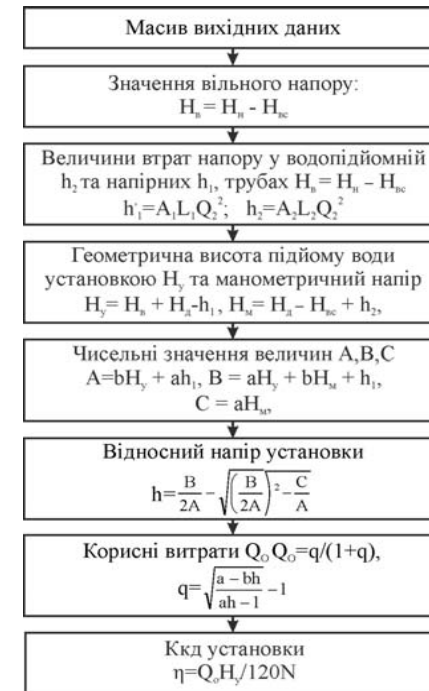 Масив вихідних даних
Значення вільного напору:
Hв = Hн - Hвс
Величини втрат напору у водопідйомній
h₂ та напірних h₁, трубах Hв = Hн – Hвс
h'₁=A₁L₁Q₂²; h₂=A₂L₂Q₂²
Геометрична висота підйому води
установкою Hу та манометричний напір
Hу= Hв + Hд-h₁, Hм= Hд – Hвс + h₂,
Чисельні значення величин А,В,С
A=bHу + ah₁, B = aHу + bHм + h₁,
C = aHм,
Відносний напір установки
h=B/2A − √((B/2A)² − C/A)
Корисні витрати Qо Qо=q/(1+q),
q=√((a − bh)/(ah − 1)) −1
Ккд установки
η=QоHу/120N